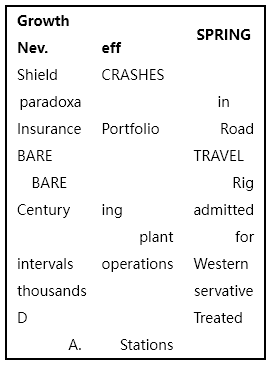 Growth
Nev. eff SPRING
Shield CRASHES
paradoxa in
Insurance Portfolio Road
BARE TRAVEL
BARE Rig
Century ing admitted
plant for
intervals operations Western
thousands servative
D Treated
A. Stations